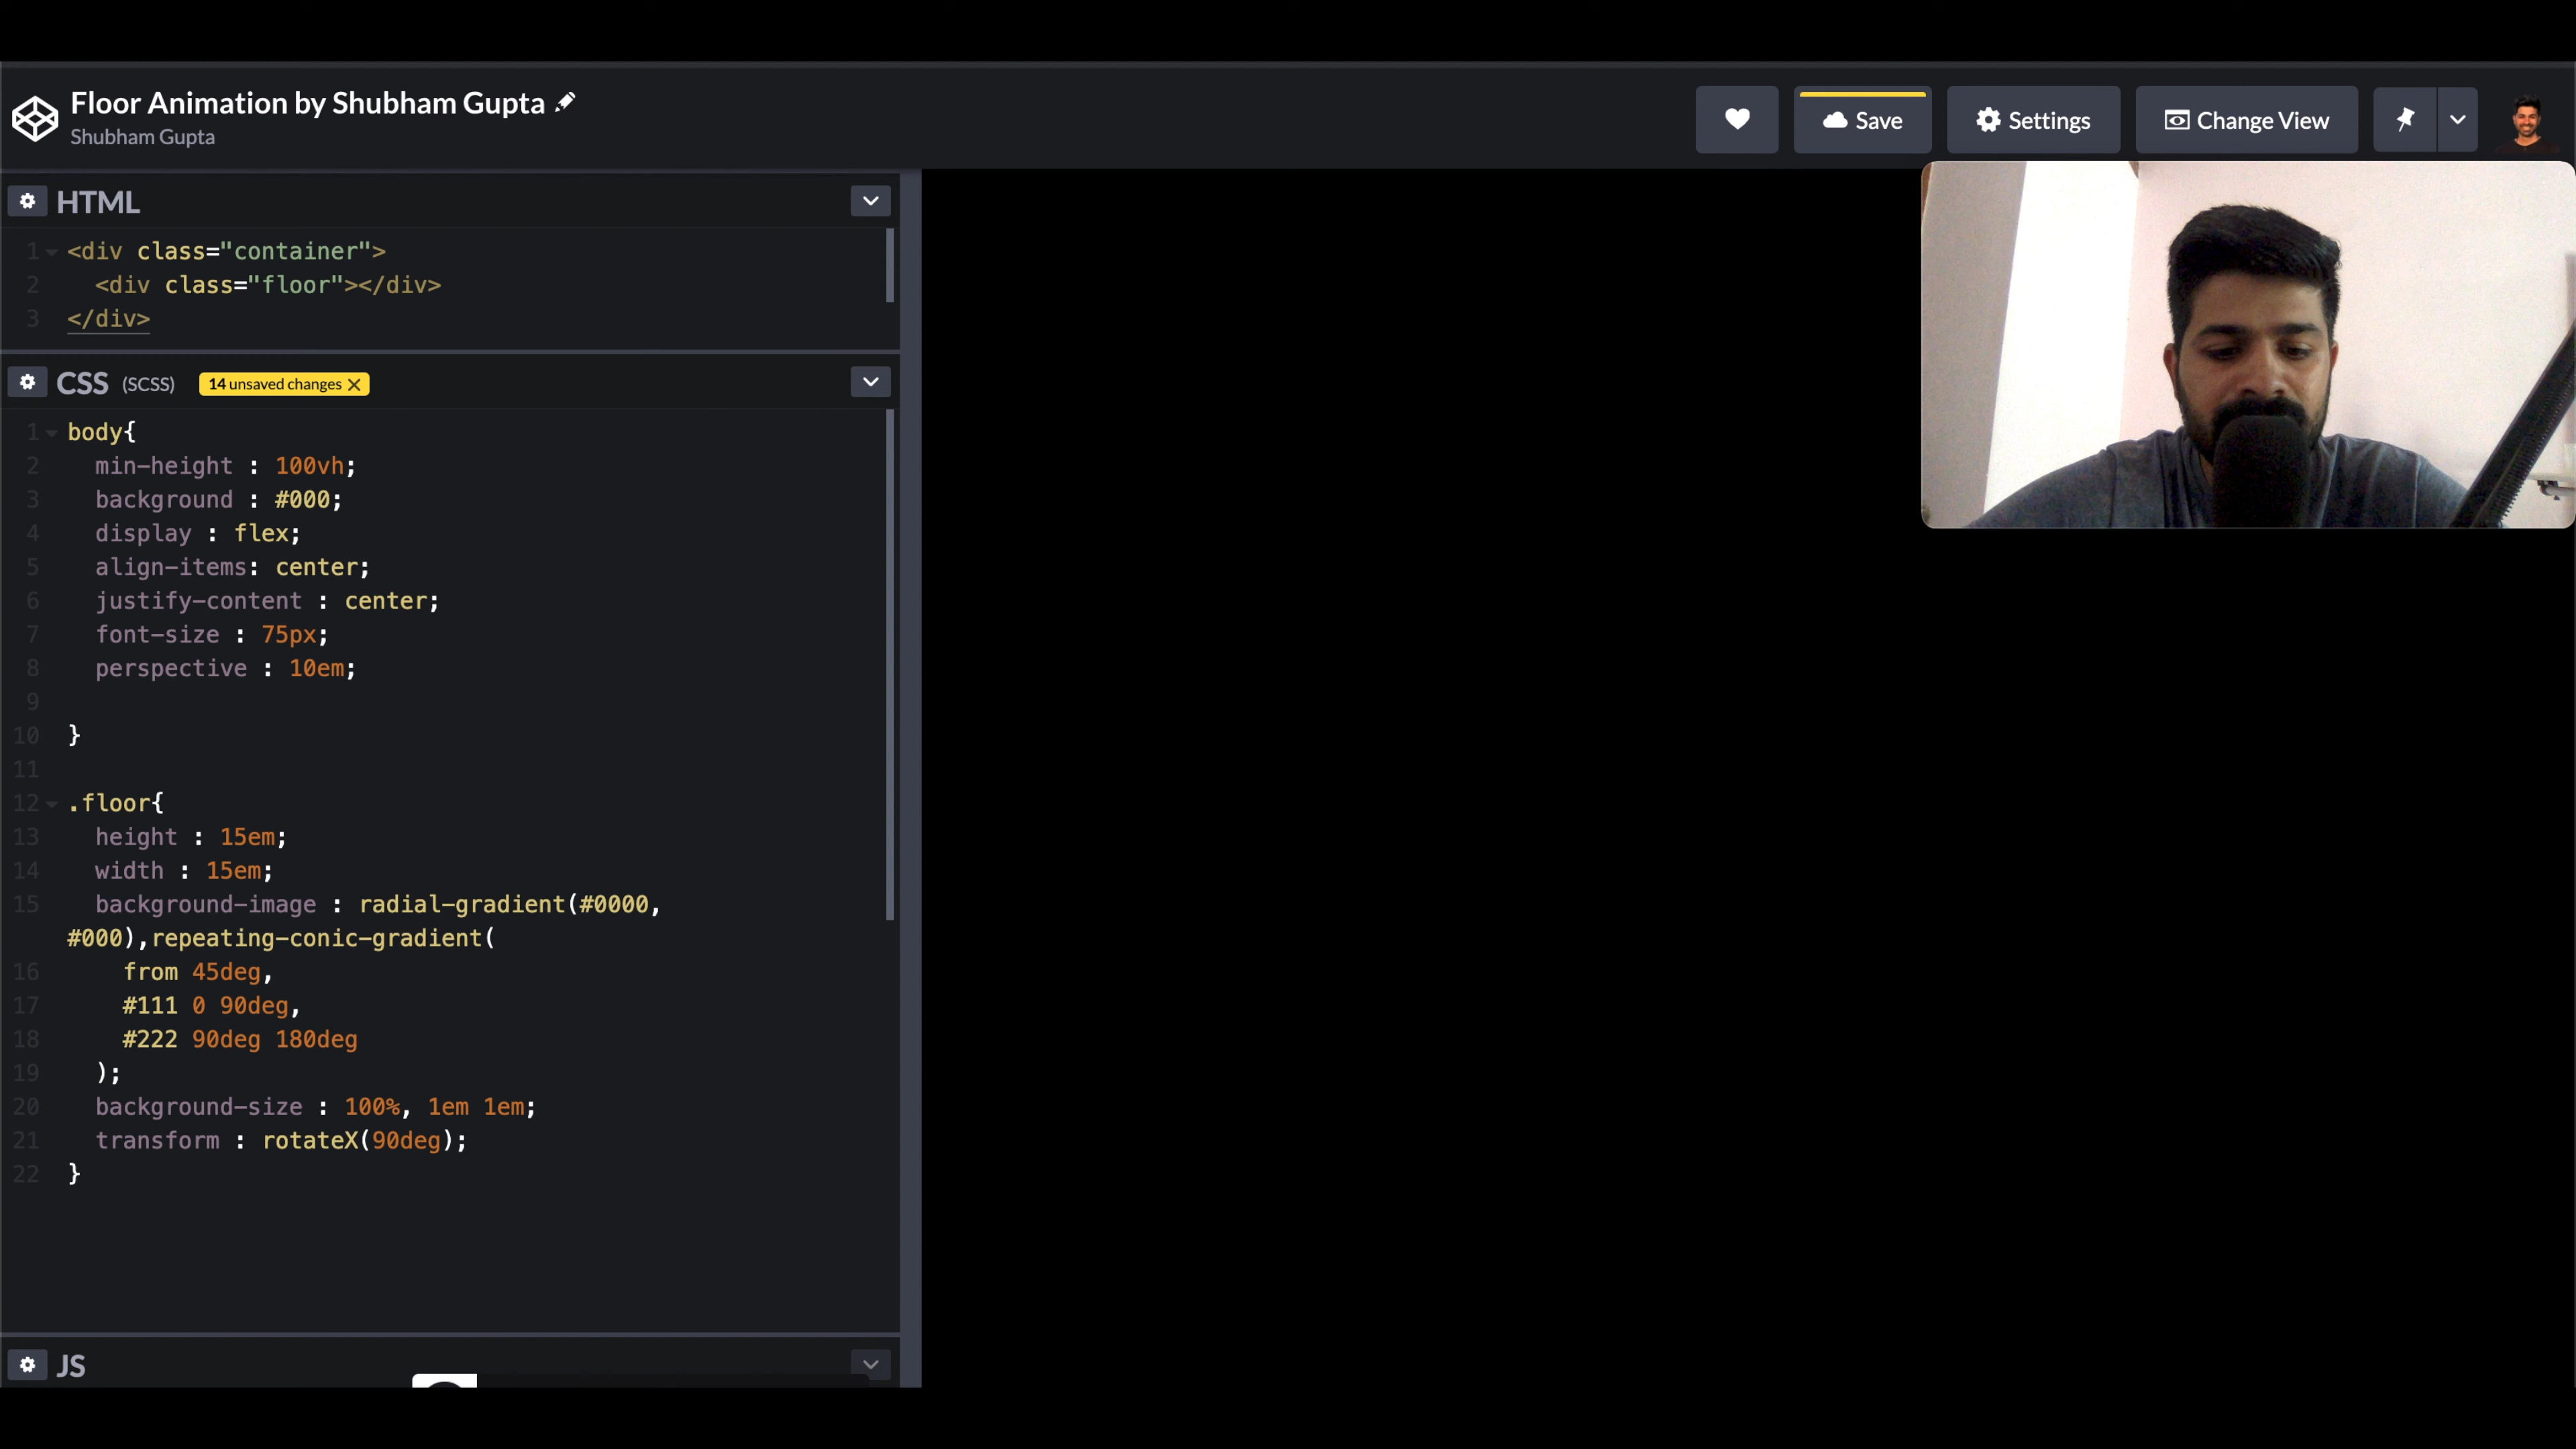 Floor Animation by Shubham Gupta
Shubham Gupta
Save
Settings
Change View
HTML
1 <div class="container">
2 <div class="floor"></div>
3 </div>
CSS (SCSS) 14 unsaved changes
1 body{
2 min-height : 100vh;
3 background : #000;
4 display : flex;
5 align-items: center;
6 justify-content : center;
7 font-size : 75px;
8 perspective : 10em;
9
10 }
11
12 .floor{
13 height : 15em;
14 width : 15em;
15 background-image : radial-gradient(#0000,
#000),repeating-conic-gradient(
16 from 45deg,
17 #111 0 90deg,
18 #222 90deg 180deg
19 );
20 background-size : 100%, 1em 1em;
21 transform : rotateX(90deg);
22 }
JS